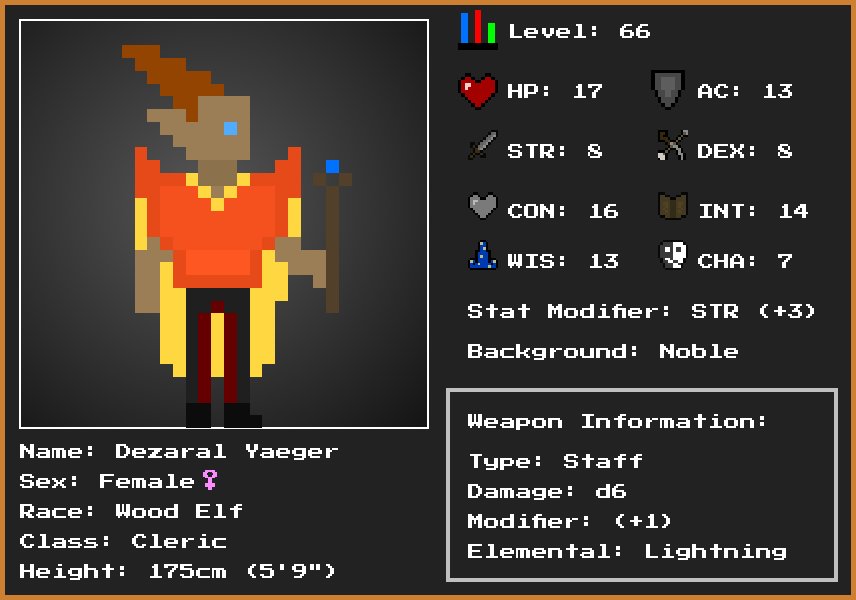 Level: 66
HP: 17
AC: 13
STR: 8
DEX: 8
CON: 16
INT: 14
WIS: 13
CHA: 7
Stat Modifier: STR (+3)
Background: Noble
Weapon Information:
Type: Staff
Damage: d6
Modifier: (+1)
Elemental: Lightning
Name: Dezaral Yaeger
Sex: Female♀
Race: Wood Elf
Class: Cleric
Height: 175cm (5'9")